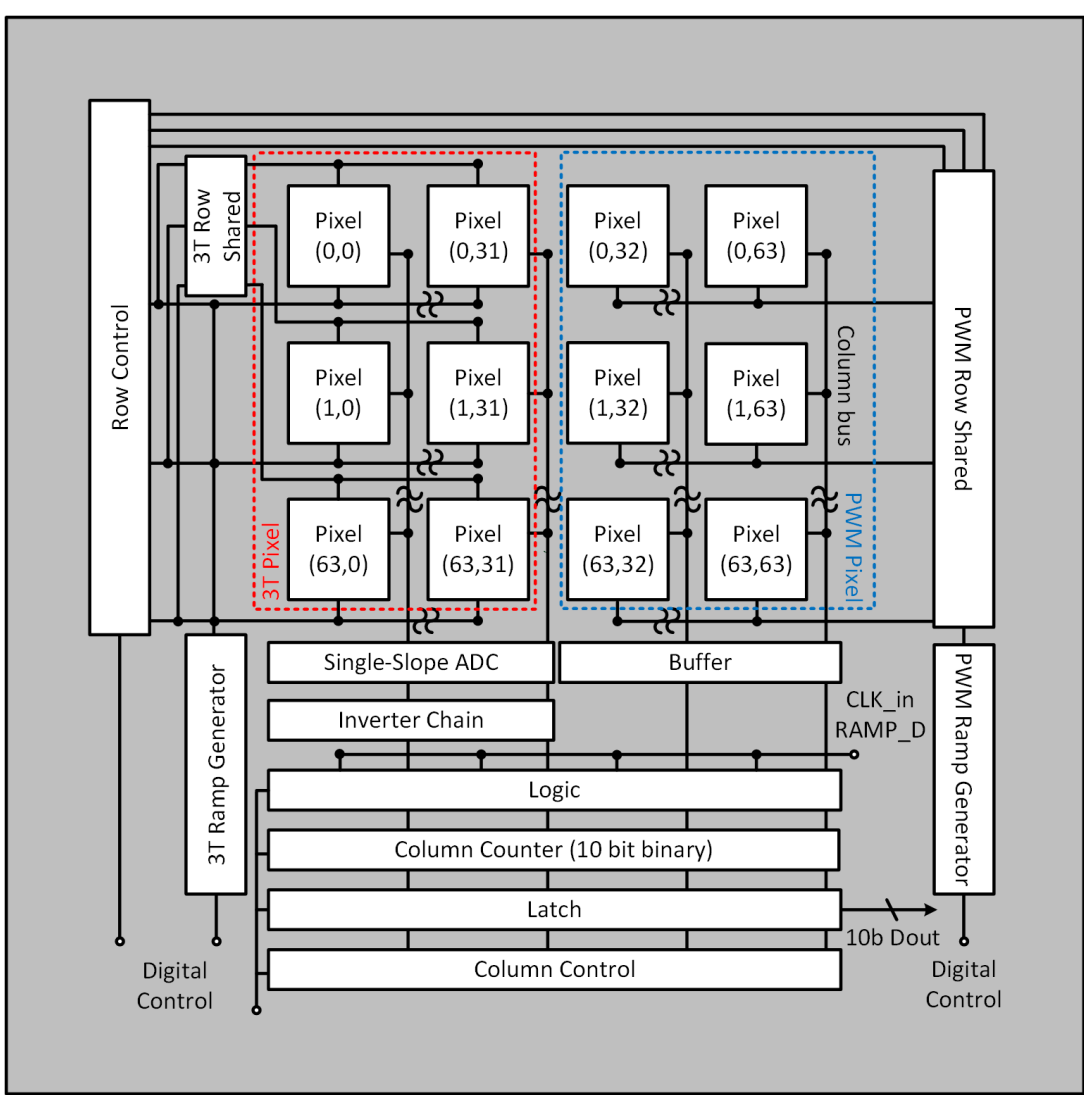 Row Control
3T Row
Shared
Pixel
(0,0)
Pixel
(0,31)
Pixel
(0,32)
Pixel
(0,63)
Pixel
(1,0)
Pixel
(1,31)
Pixel
(1,32)
Pixel
(1,63)
Column bus
PWM Row Shared
Pixel
(63,0)
Pixel
(63,31)
Pixel
(63,32)
Pixel
(63,63)
3T Pixel
PWM Pixel
Single-Slope ADC
Buffer
Inverter Chain
CLK_in
RAMP_D
3T Ramp Generator
PWM Ramp Generator
Logic
Column Counter (10 bit binary)
Latch
10b Dout
Column Control
Digital
Control
Digital
Control